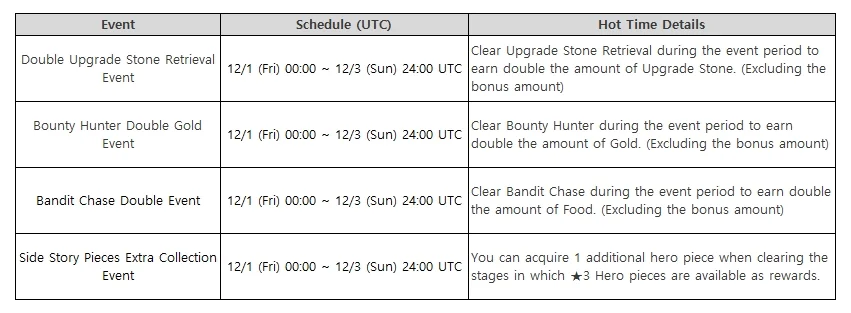 Event
Schedule (UTC)
Hot Time Details
Double Upgrade Stone Retrieval
Event
12/1 (Fri) 00:00 ~ 12/3 (Sun) 24:00 UTC
Clear Upgrade Stone Retrieval during the event period to
earn double the amount of Upgrade Stone. (Excluding the
bonus amount)
Bounty Hunter Double Gold
Event
12/1 (Fri) 00:00 ~ 12/3 (Sun) 24:00 UTC
Clear Bounty Hunter during the event period to earn
double the amount of Gold. (Excluding the bonus amount)
Bandit Chase Double Event
12/1 (Fri) 00:00 ~ 12/3 (Sun) 24:00 UTC
Clear Bandit Chase during the event period to earn double
the amount of Food. (Excluding the bonus amount)
Side Story Pieces Extra Collection
Event
12/1 (Fri) 00:00 ~ 12/3 (Sun) 24:00 UTC
You can acquire 1 additional hero piece when clearing the
stages in which ★3 Hero pieces are available as rewards.